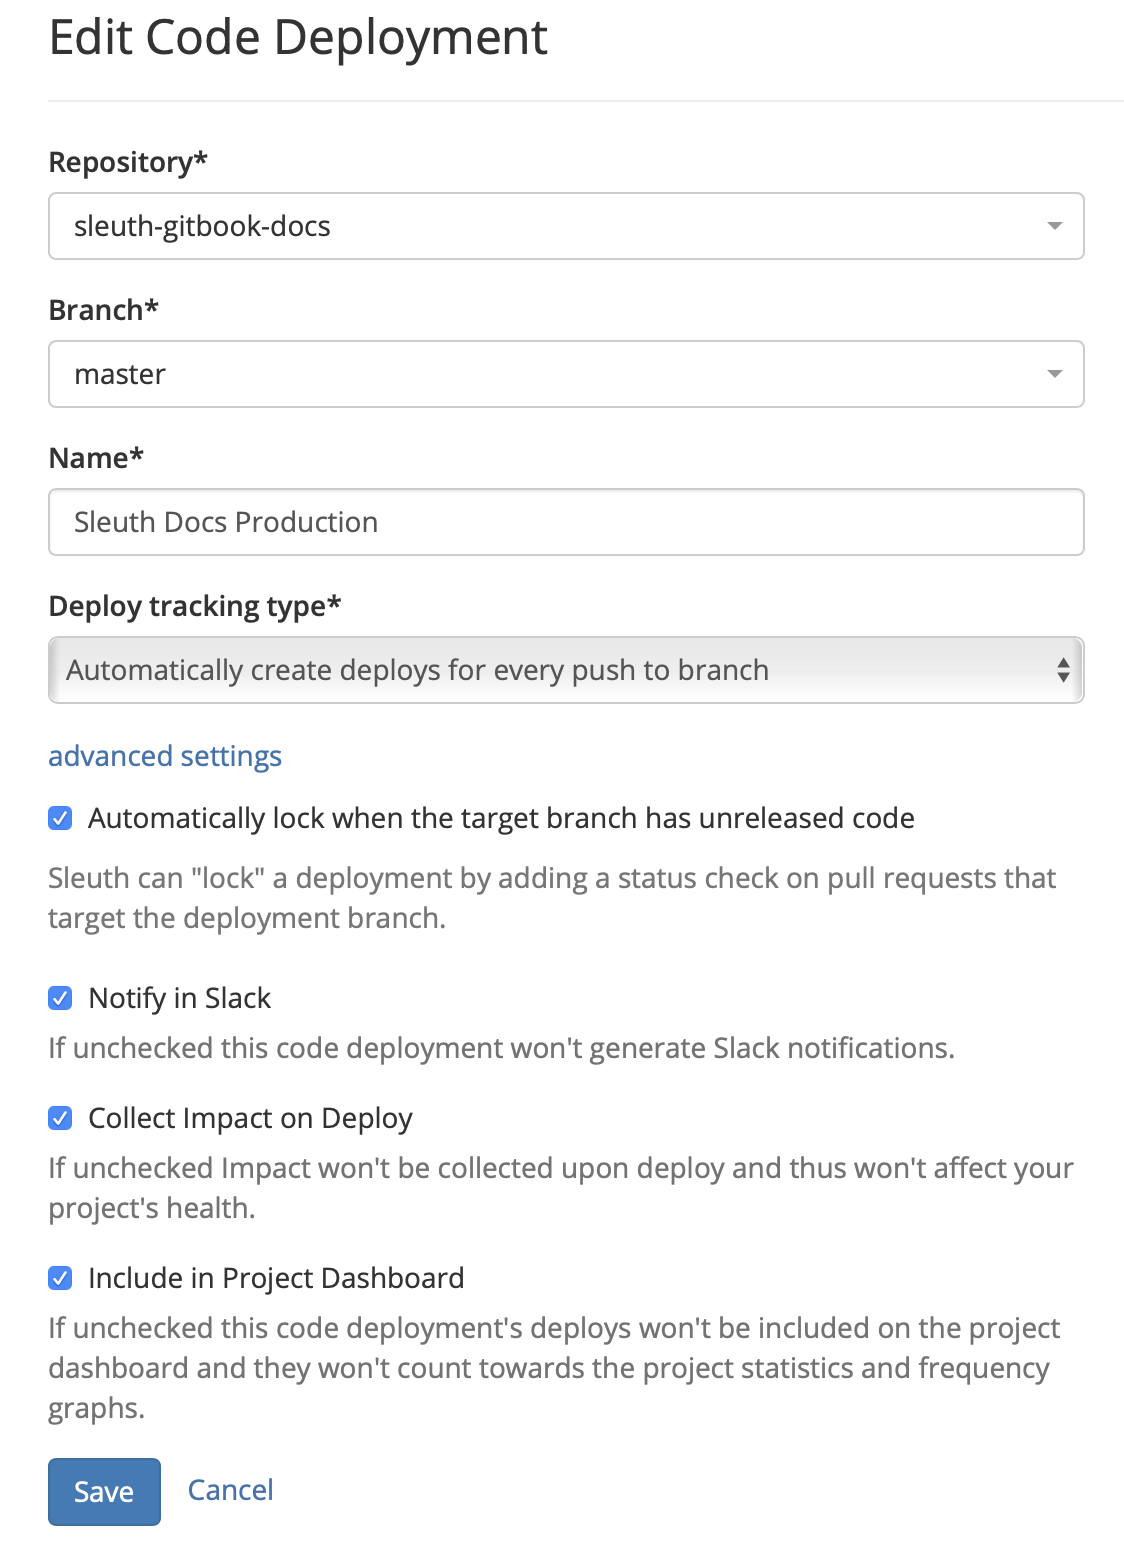 Edit Code Deployment
Repository*
sleuth-gitbook-docs
Branch*
master
Name*
Sleuth Docs Production
Deploy tracking type*
Automatically create deploys for every push to branch
advanced settings
Automatically lock when the target branch has unreleased code
Sleuth can "lock" a deployment by adding a status check on pull requests that
target the deployment branch.
Notify in Slack
If unchecked this code deployment won't generate Slack notifications.
Collect Impact on Deploy
If unchecked Impact won't be collected upon deploy and thus won't affect your
project's health.
Include in Project Dashboard
If unchecked this code deployment's deploys won't be included on the project
dashboard and they won't count towards the project statistics and frequency
graphs.
Save Cancel